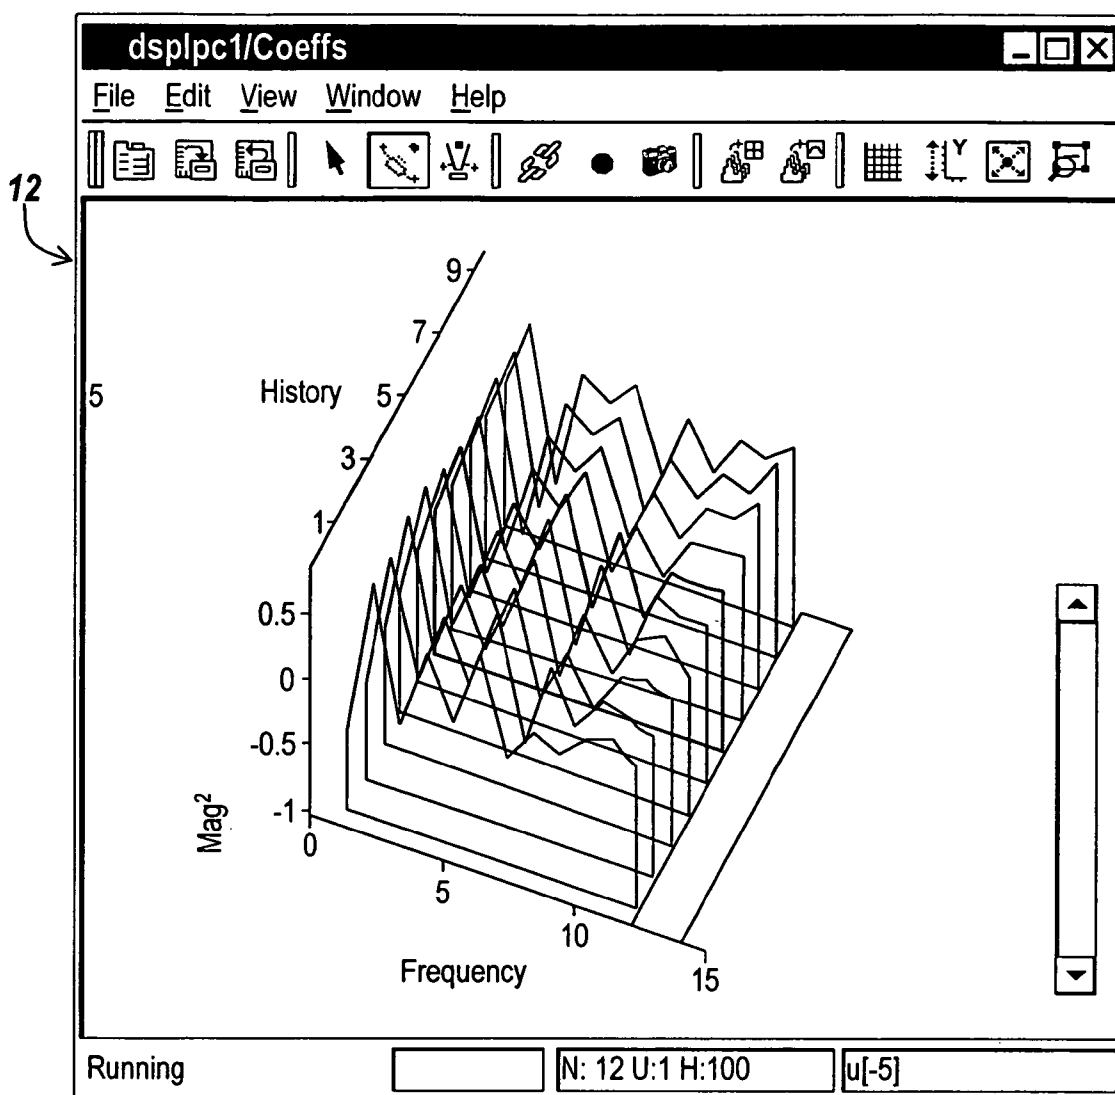 dsplpc1/Coeffs
File Edit View Window Help
Y
12
5
History
9
7
5
3
1
0.5
0
-0.5
-1
Mag²
0
5
10
15
Frequency
Running
N: 12 U:1 H:100
u[-5]